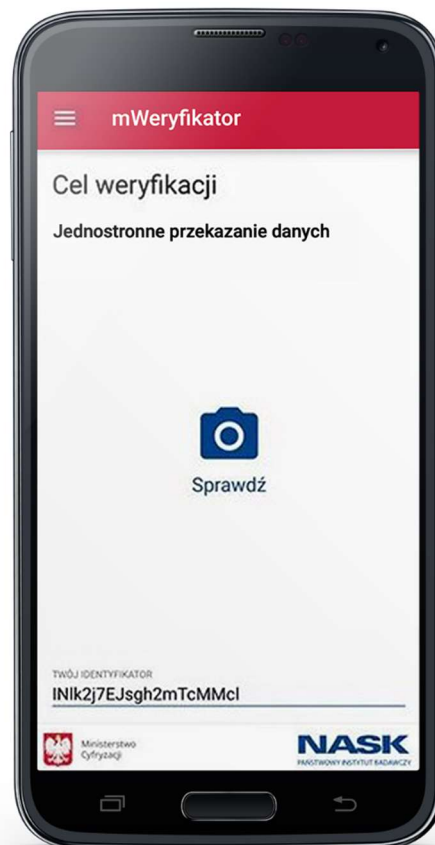 mWeryfikator
Cel weryfikacji
Jednostronne przekazanie danych
Sprawdź
TWÓJ IDENTYFIKATOR
INlk2j7EJsgh2mTcMMcl
Ministerstwo
Cyfryzacji
NASK
PAŃSTWOWY INSTYTUT BADAWCZY